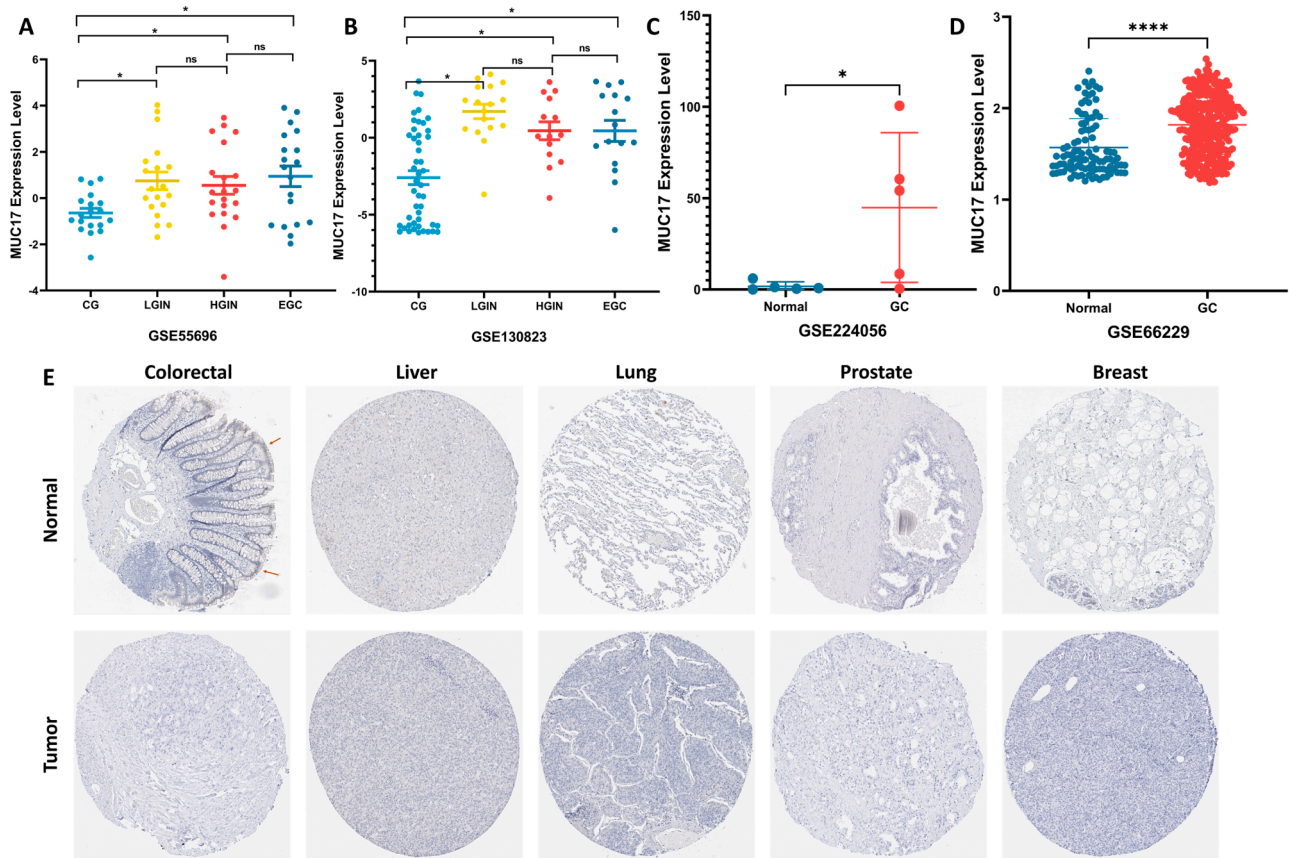 A
*
*
*
ns
ns
MUC17 Expression Level
6
4
2
0
-2
-4
CG
LGIN
HGIN
EGC
GSE55696
B
*
*
*
ns
ns
MUC17 Expression Level
5
0
-5
-10
CG
LGIN
HGIN
EGC
GSE130823
C
*
MUC17 Expression Level
150
100
50
0
Normal
GC
GSE224056
D
****
MUC17 Expression Level
3
2
1
0
Normal
GC
GSE66229
E
Colorectal
Liver
Lung
Prostate
Breast
Normal
Tumor